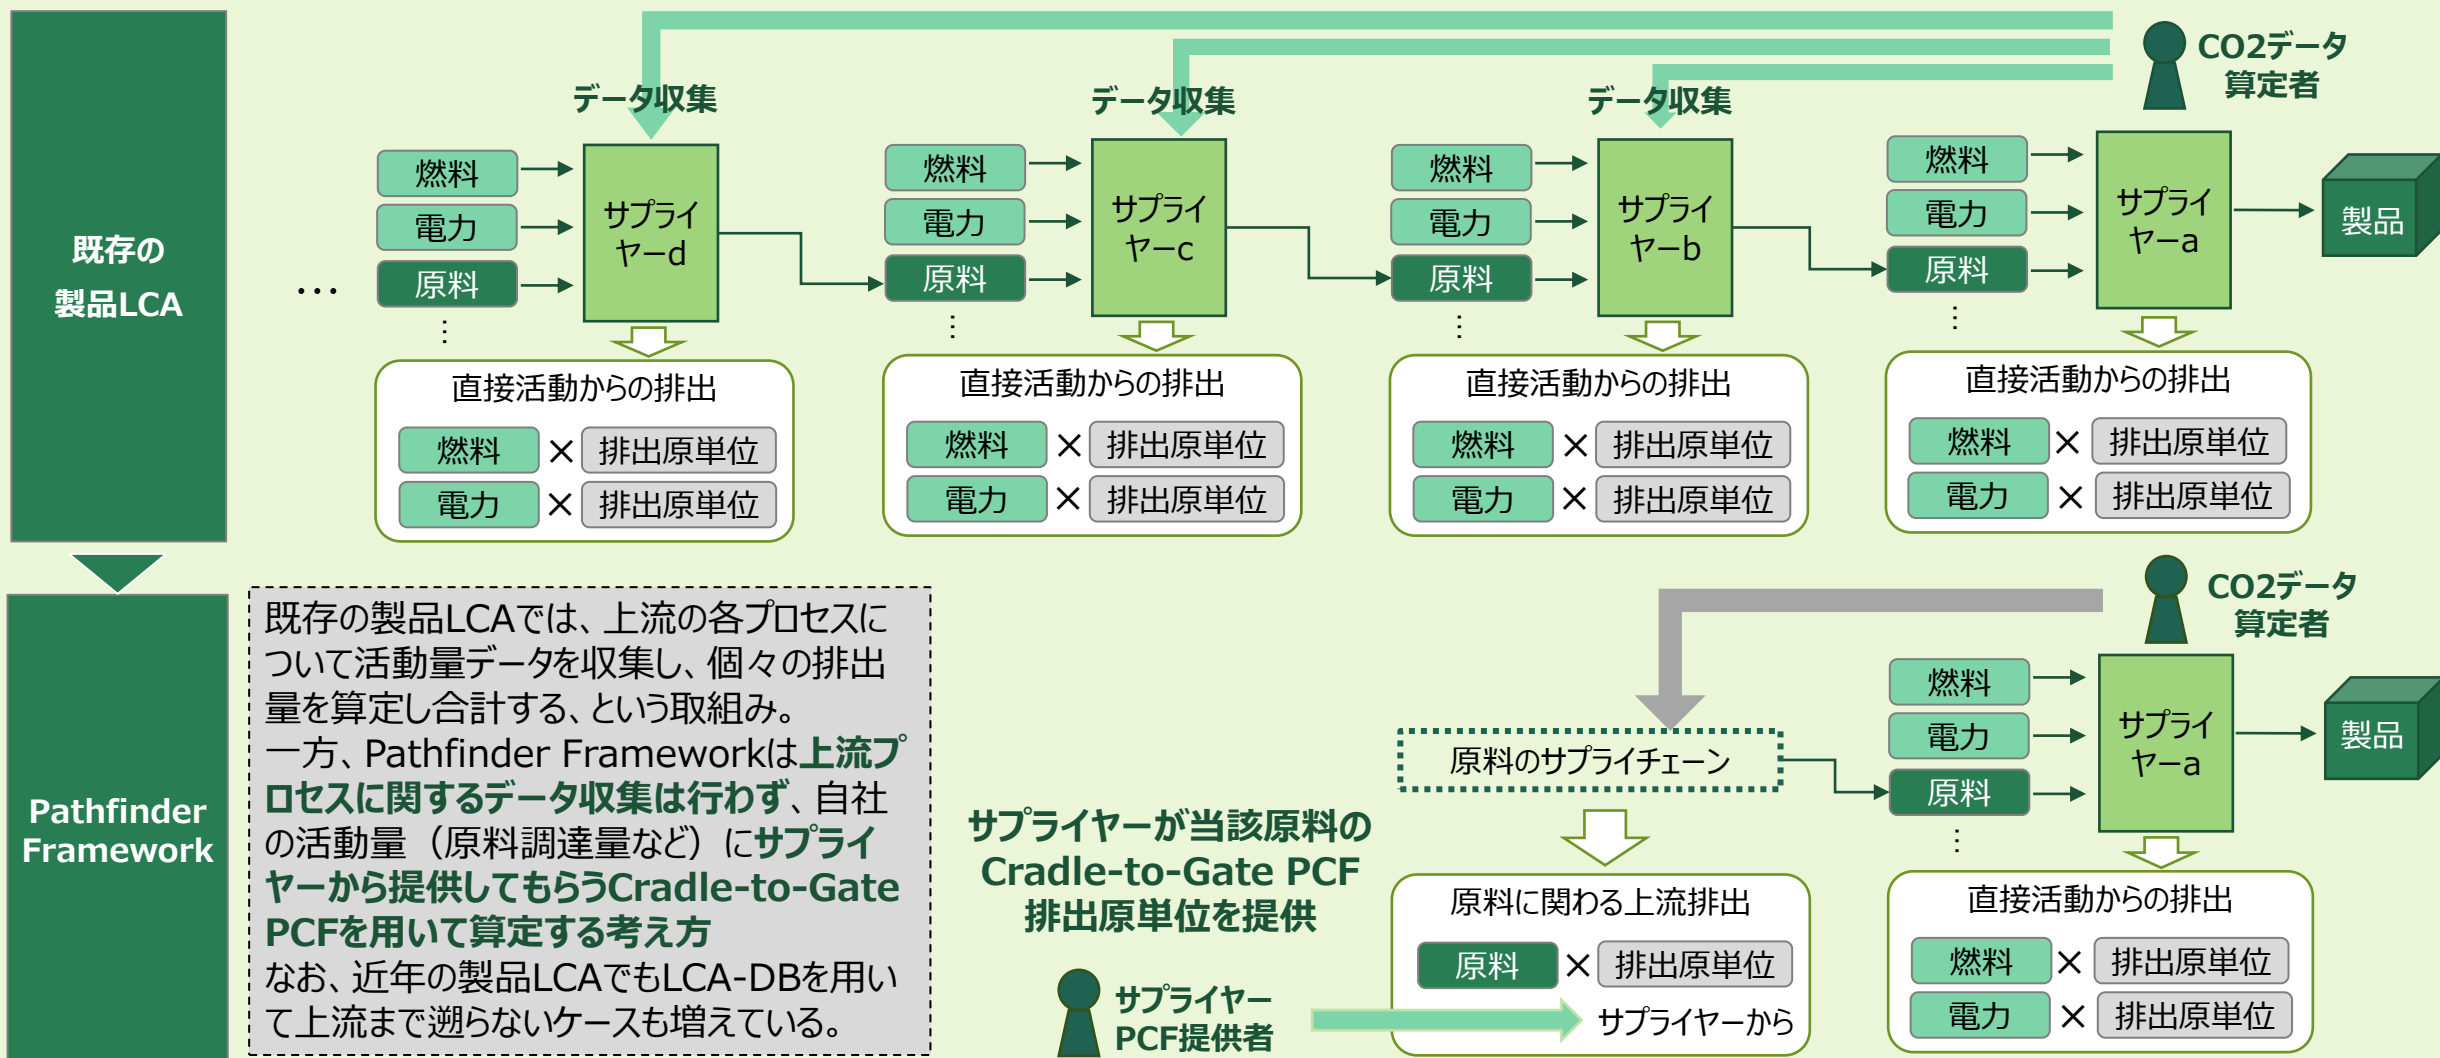 既存の
製品LCA
CO2データ
算定者
データ収集
データ収集
データ収集
…
燃料
電力
原料
⋮
サプライ
ヤーd
燃料
電力
原料
⋮
サプライ
ヤーc
燃料
電力
原料
⋮
サプライ
ヤーb
燃料
電力
原料
⋮
サプライ
ヤーa
製品
直接活動からの排出
燃料 × 排出原単位
電力 × 排出原単位
直接活動からの排出
燃料 × 排出原単位
電力 × 排出原単位
直接活動からの排出
燃料 × 排出原単位
電力 × 排出原単位
直接活動からの排出
燃料 × 排出原単位
電力 × 排出原単位
Pathfinder
Framework
既存の製品LCAでは、上流の各プロセスに
ついて活動量データを収集し、個々の排出
量を算定し合計する、という取組み。
一方、Pathfinder Frameworkは上流プ
ロセスに関するデータ収集は行わず、自社
の活動量（原料調達量など）にサプライ
ヤーから提供してもらうCradle-to-Gate
PCFを用いて算定する考え方
なお、近年の製品LCAでもLCA-DBを用い
て上流まで遡らないケースも増えている。
サプライヤーが当該原料の
Cradle-to-Gate PCF
排出原単位を提供
サプライヤー
PCF提供者
CO2データ
算定者
原料のサプライチェーン
原料に関わる上流排出
原料 × 排出原単位
サプライヤーから
燃料
電力
原料
⋮
サプライ
ヤーa
製品
直接活動からの排出
燃料 × 排出原単位
電力 × 排出原単位